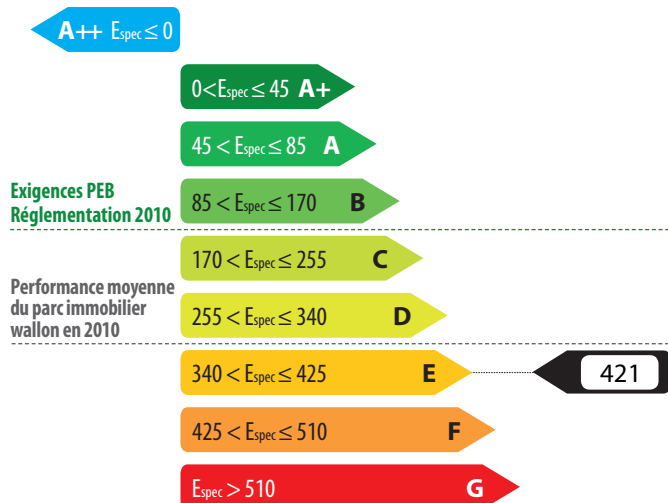 A++ Espec ≤ 0
0 < Espec ≤ 45 A+
45 < Espec ≤ 85 A
Exigences PEB
Réglementation 2010
85 < Espec ≤ 170 B
170 < Espec ≤ 255 C
Performance moyenne
du parc immobilier
wallon en 2010
255 < Espec ≤ 340 D
340 < Espec ≤ 425 E
421
425 < Espec ≤ 510 F
Espec > 510 G